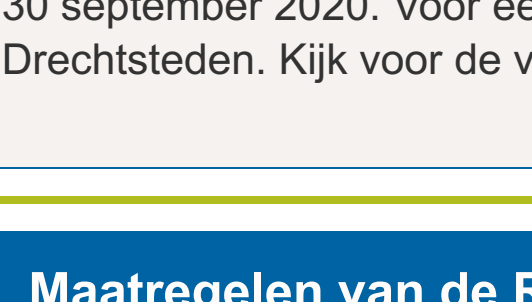 30 september 2020. Voor ee
Drechtsteden. Kijk voor de v
Maatregelen van de R